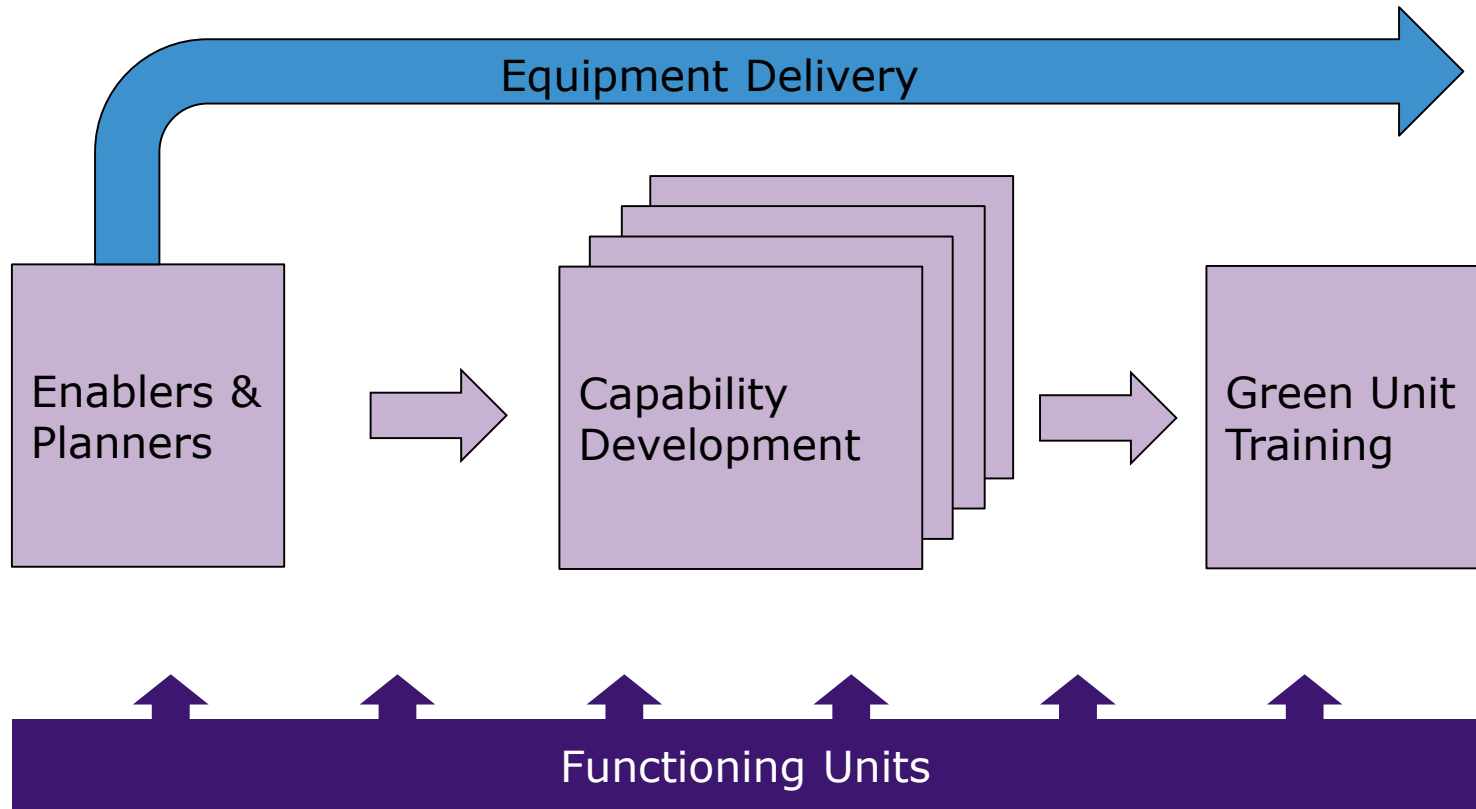 Equipment Delivery
Enablers &
Planners
Capability
Development
Green Unit
Training
Functioning Units